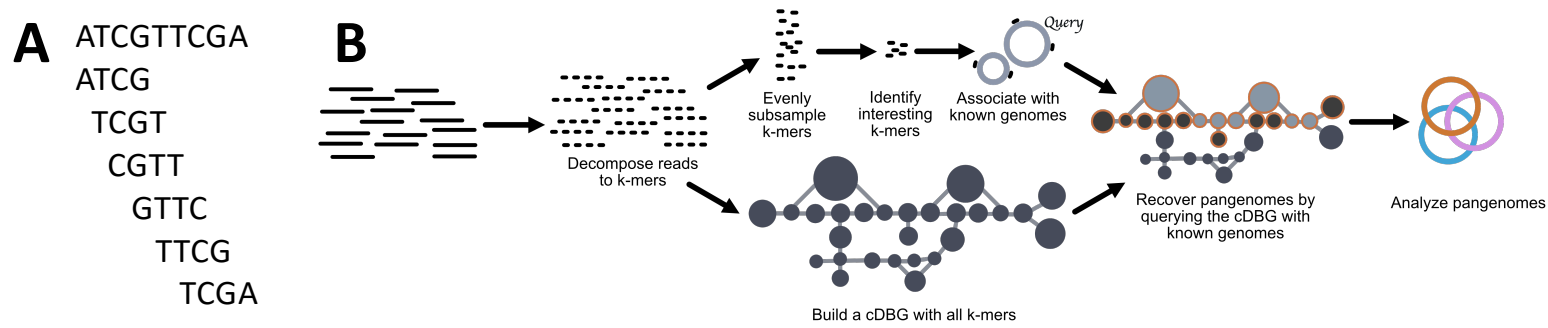 A
ATCGTTCGA
ATCG
TCGT
CGTT
GTTC
TTCG
TCGA
B
Decompose reads
to k-mers
Evenly
subsample
k-mers
Identify
interesting
k-mers
Query
Associate with
known genomes
Build a cDBG with all k-mers
Recover pangenomes by
querying the cDBG with
known genomes
Analyze pangenomes